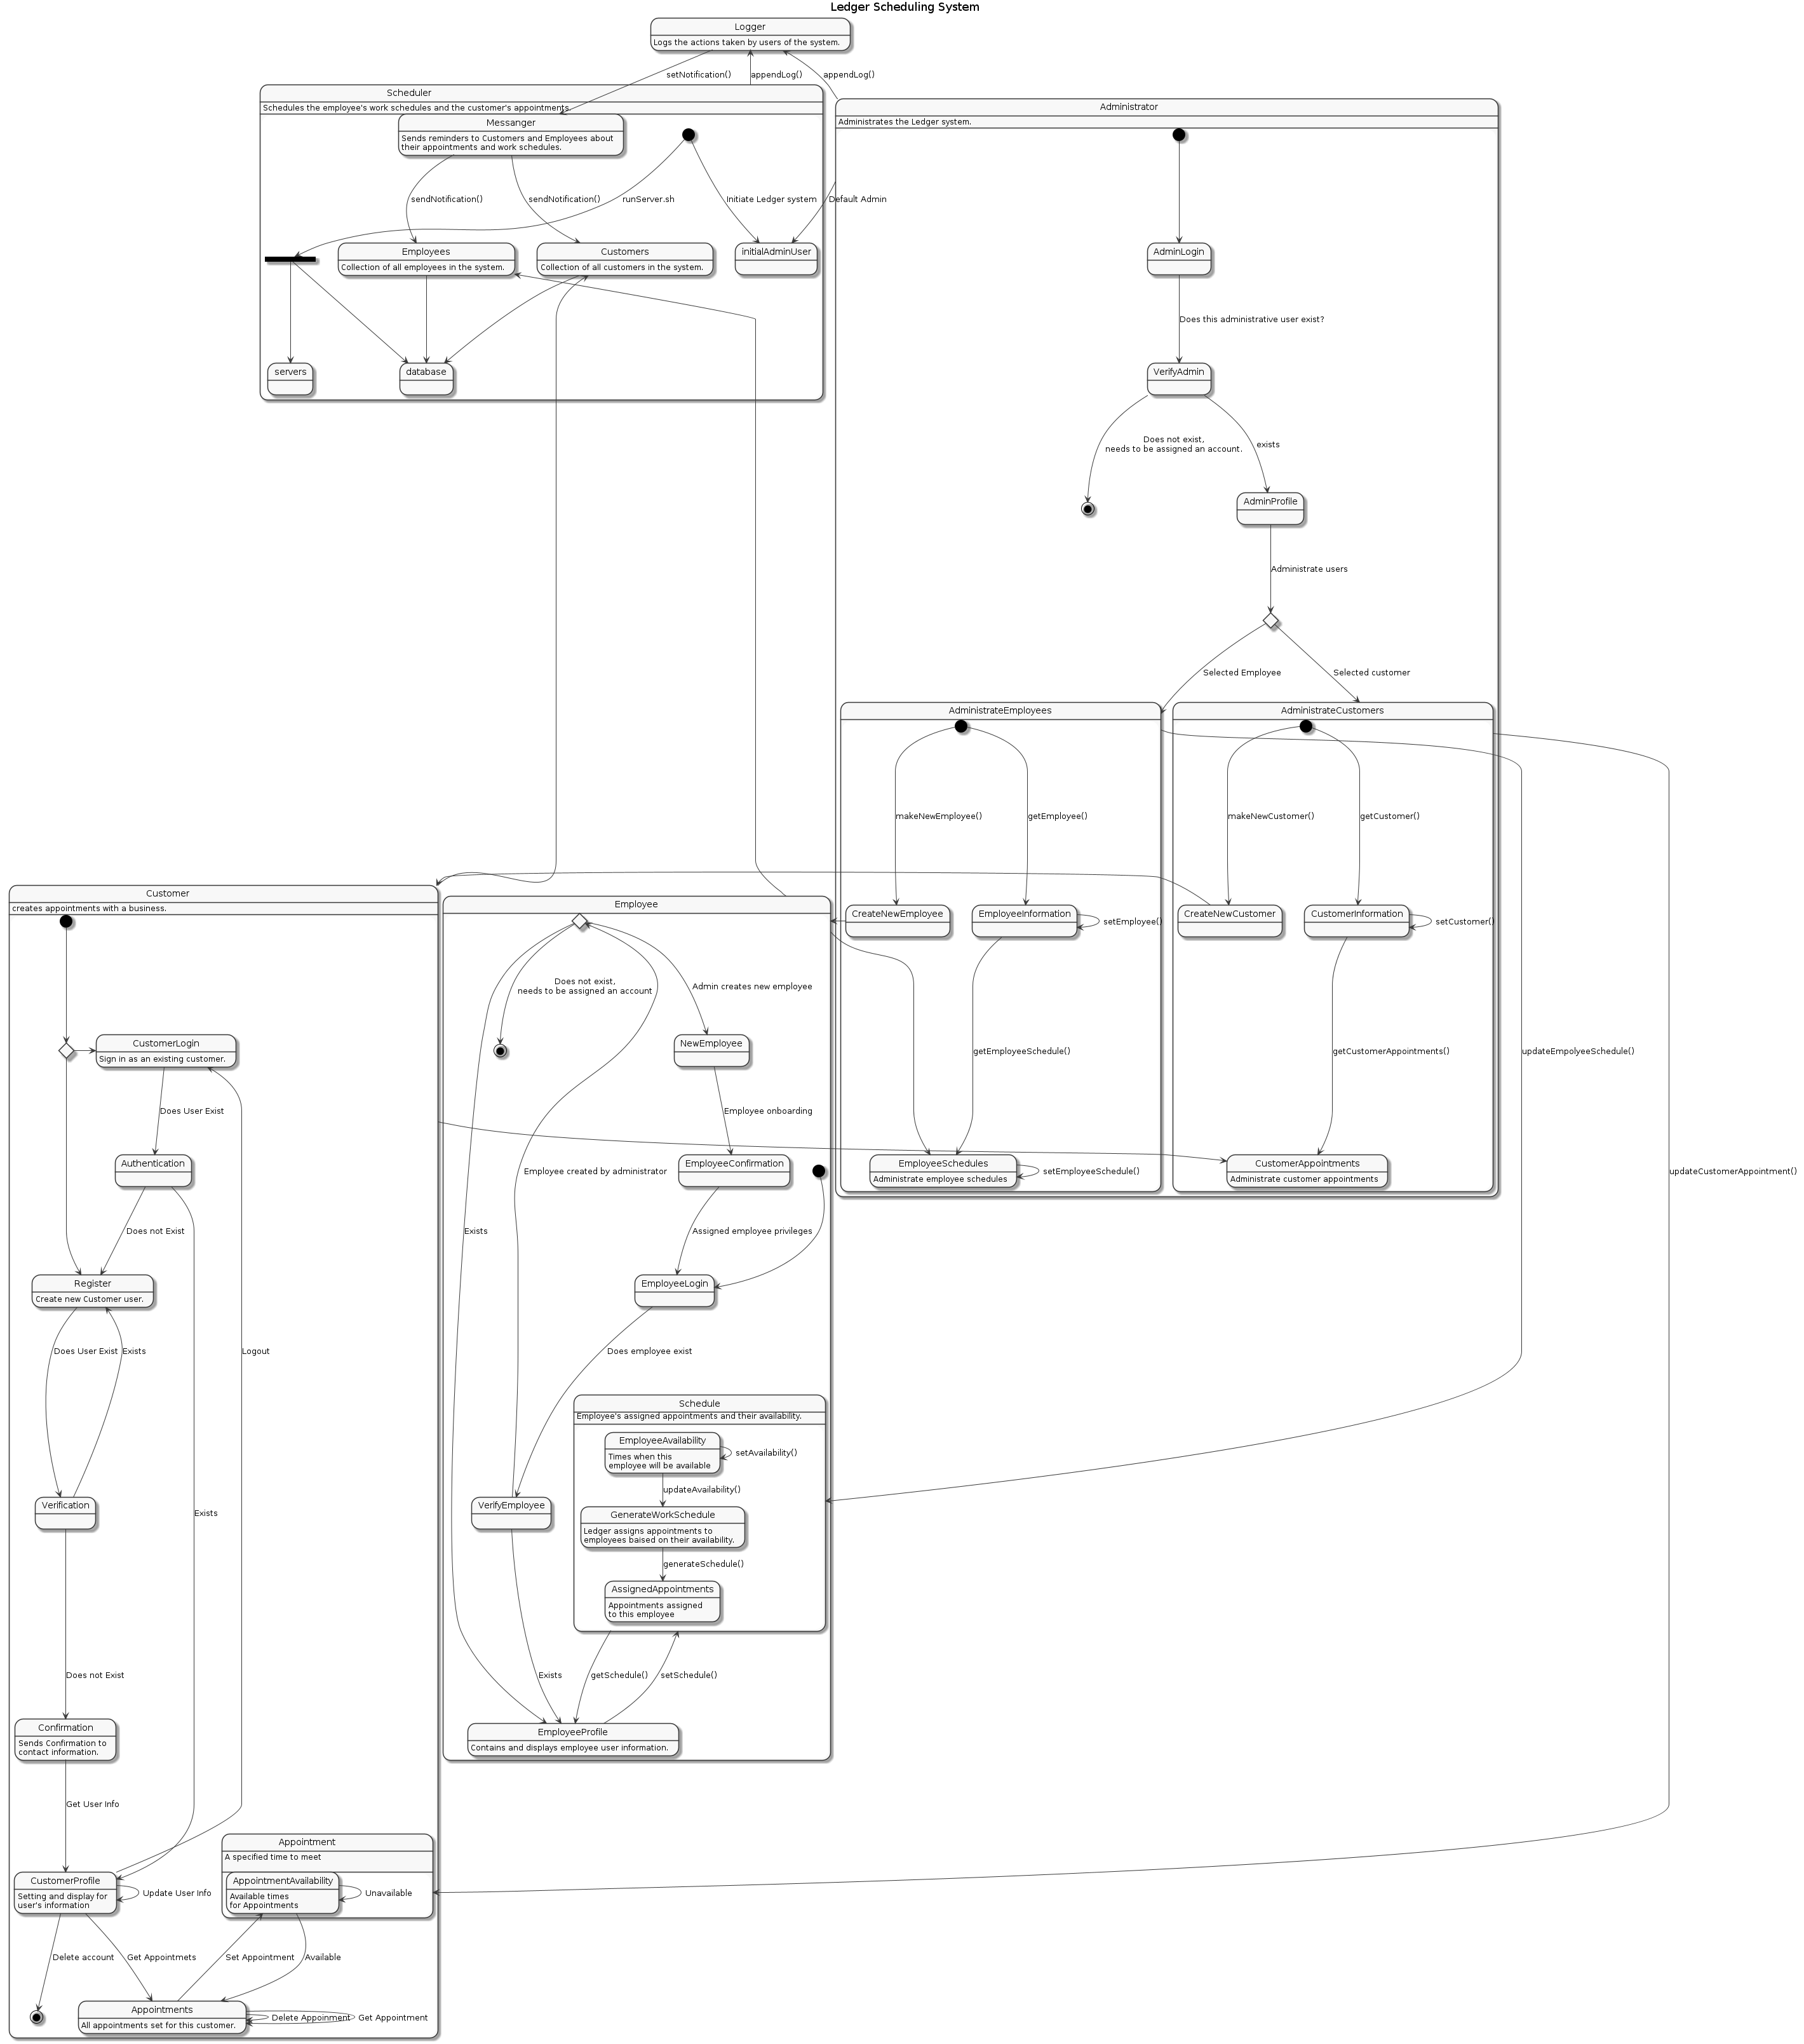 Ledger Scheduling System
Logger
Logs the actions taken by users of the system.
setNotification()
appendLog()
appendLog()
Scheduler
Schedules the employee's work schedules and the customer's appointments.
Messanger
Sends reminders to Customers and Employees about
their appointments and work schedules.
sendNotification()
sendNotification()
runServer.sh
Initiate Ledger system
Default Admin
Employees
Collection of all employees in the system.
Customers
Collection of all customers in the system.
initialAdminUser
servers
database
Administrator
Administrates the Ledger system.
AdminLogin
Does this administrative user exist?
VerifyAdmin
Does not exist,
needs to be assigned an account.
exists
AdminProfile
Administrate users
Selected Employee
Selected customer
AdministrateEmployees
makeNewEmployee()
getEmployee()
CreateNewEmployee
EmployeeInformation
setEmployee()
getEmployeeSchedule()
EmployeeSchedules
Administrate employee schedules
setEmployeeSchedule()
AdministrateCustomers
makeNewCustomer()
getCustomer()
CreateNewCustomer
CustomerInformation
setCustomer()
getCustomerAppointments()
CustomerAppointments
Administrate customer appointments
updateEmpolyeeSchedule()
updateCustomerAppointment()
Customer
creates appointments with a business.
CustomerLogin
Sign in as an existing customer.
Does User Exist
Authentication
Does not Exist
Register
Create new Customer user.
Does User Exist
Exists
Logout
Verification
Exists
Does not Exist
Confirmation
Sends Confirmation to
contact information.
Get User Info
CustomerProfile
Setting and display for
user's information
Update User Info
Appointment
A specified time to meet
AppointmentAvailability
Available times
for Appointments
Unavailable
Delete account
Get Appointmets
Set Appointment
Available
Appointments
All appointments set for this customer.
Delete Appoinment
Get Appointment
Employee
Does not exist,
needs to be assigned an account
Admin creates new employee
NewEmployee
Employee onboarding
EmployeeConfirmation
Employee created by administrator
Exists
Assigned employee privileges
EmployeeLogin
Does employee exist
Schedule
Employee's assigned appointments and their availability.
EmployeeAvailability
Times when this
employee will be available
setAvailability()
updateAvailability()
VerifyEmployee
GenerateWorkSchedule
Ledger assigns appointments to
employees baised on their availability.
generateSchedule()
AssignedAppointments
Appointments assigned
to this employee
Exists
getSchedule()
setSchedule()
EmployeeProfile
Contains and displays employee user information.